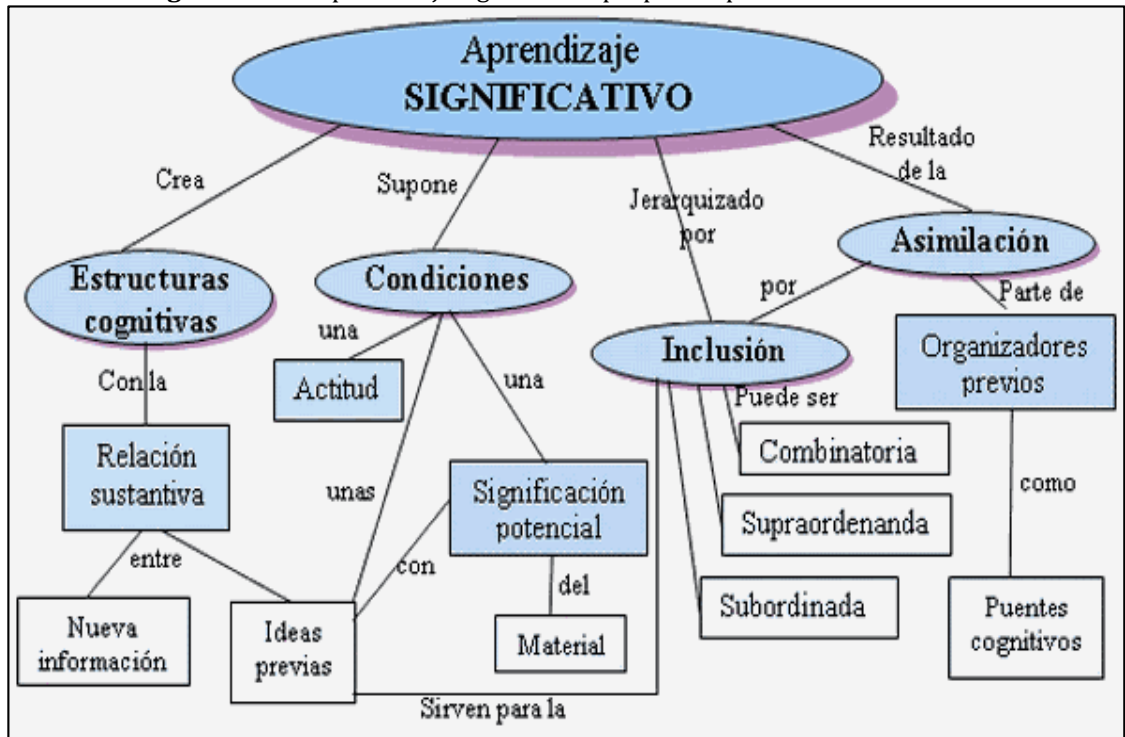 Aprendizaje
SIGNIFICATIVO
Crea
Supone
Jerarquizado
por
Resultado
de la
Estructuras
cognitivas
Condiciones
Asimilación
una
por
Parte de
Con la
Actitud
una
Inclusión
Organizadores
previos
Puede ser
Relación
sustantiva
unas
Significación
potencial
Combinatoria
como
Supraordenanda
entre
con
del
Subordinada
Nueva
información
Ideas
previas
Material
Puentes
cognitivos
Sirven para la